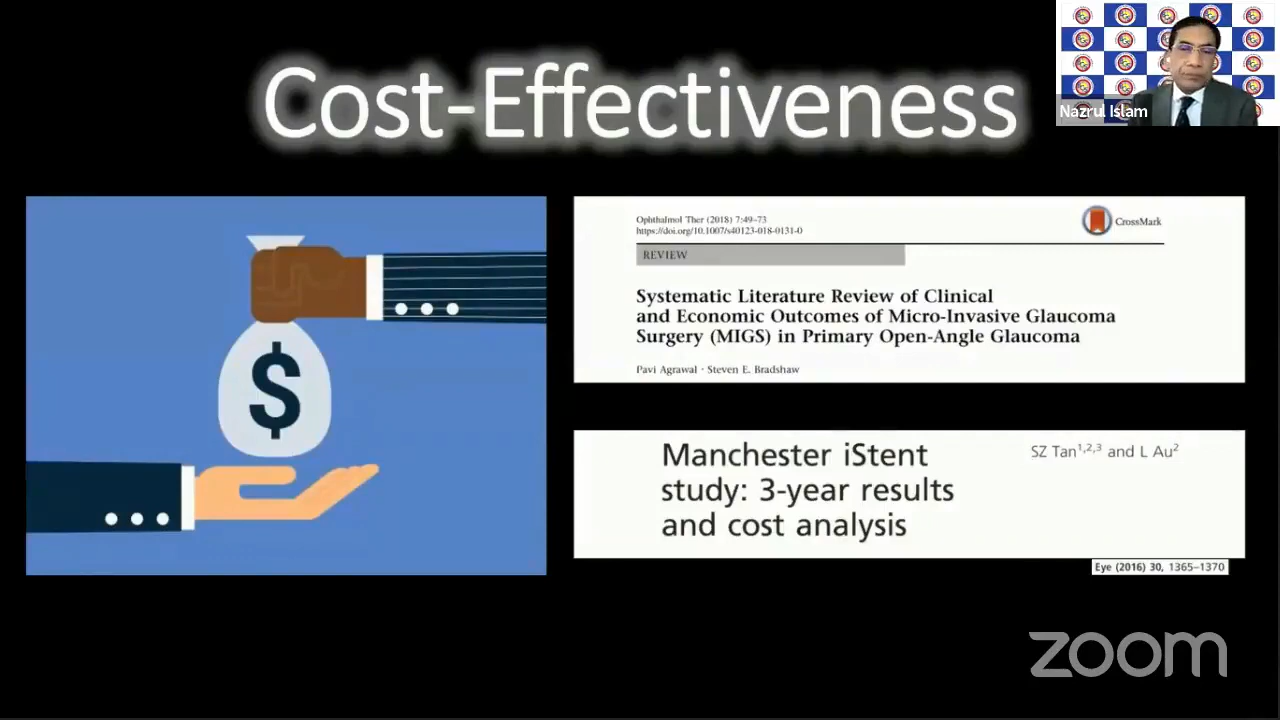 Cost-Effectiveness
Nazrul Islam
$
Ophthalmol Ther (2018) 7:49–73
https://doi.org/10.1007/s40123-018-0131-0
CrossMark
REVIEW
Systematic Literature Review of Clinical
and Economic Outcomes of Micro-Invasive Glaucoma
Surgery (MIGS) in Primary Open-Angle Glaucoma
Pavi Agrawal · Steven E. Bradshaw
Manchester iStent
study: 3-year results
and cost analysis
SZ Tan1,2,3 and L Au2
Eye (2016) 30, 1365–1370
zoom